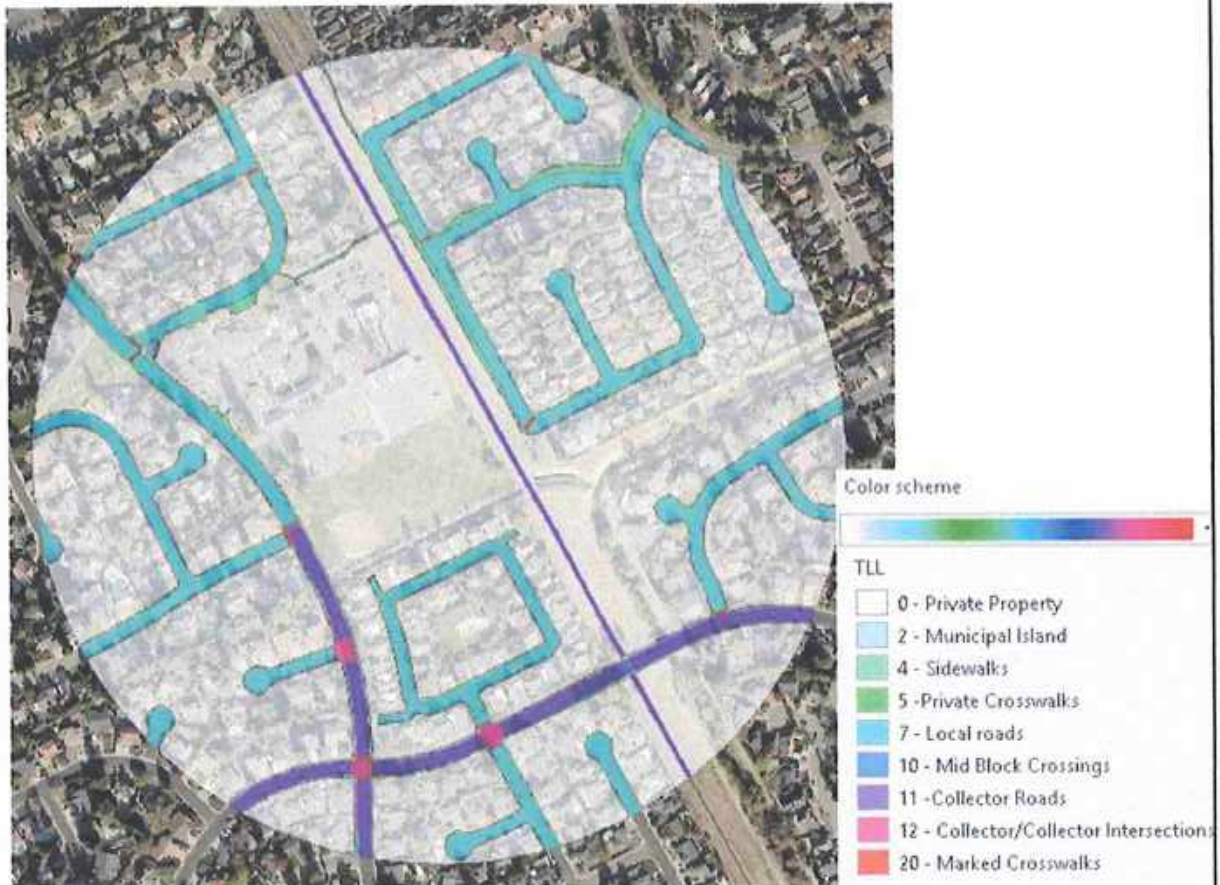 Color scheme
TLL
0 - Private Property
2 - Municipal Island
4 - Sidewalks
5 -Private Crosswalks
7 - Local roads
10 - Mid Block Crossings
11 -Collector Roads
12 - Collector/Collector Intersections
20 - Marked Crosswalks